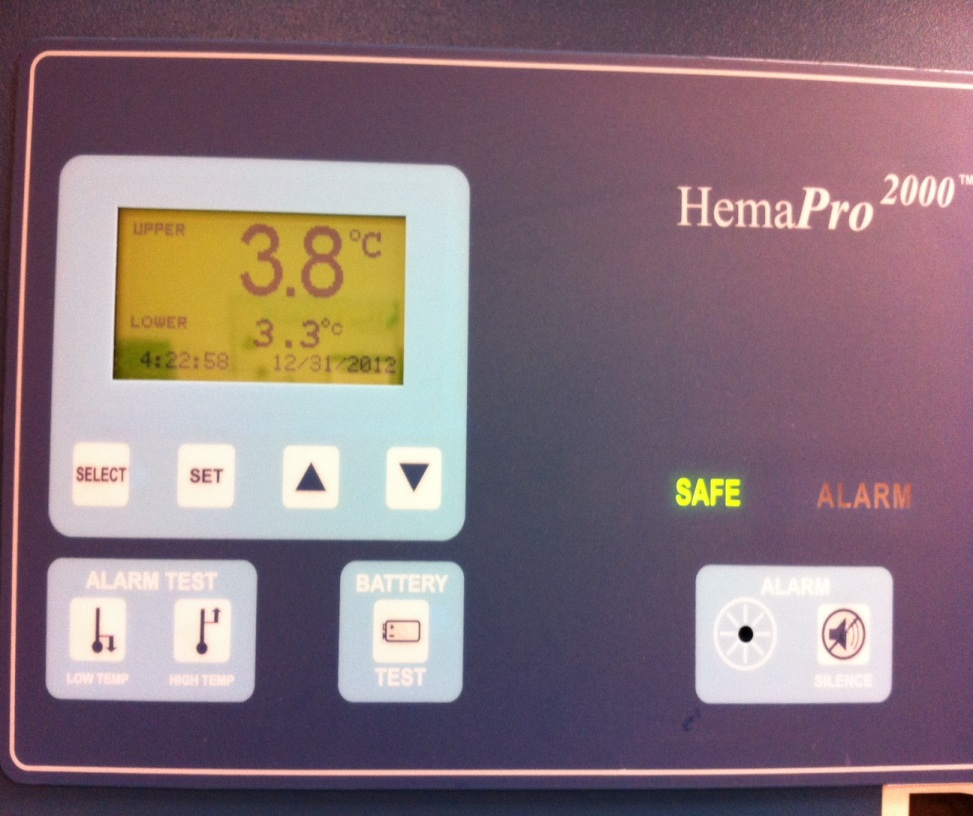 HemaPro 2000™
UPPER 3.8 °C
LOWER 3.3°C
4:22:58 12/31/2012
SELECT SET
SAFE ALARM
ALARM TEST
LOW TEMP HIGH TEMP
BATTERY
TEST
ALARM
SILENCE